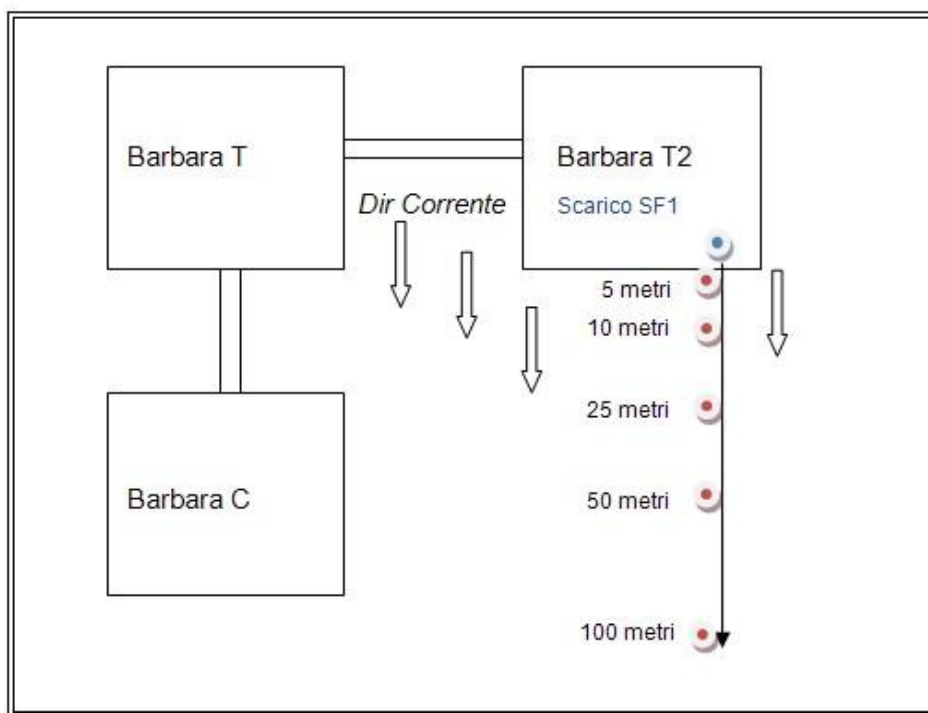 Barbara T
Barbara T2
Dir Corrente
Scarico SF1
5 metri
10 metri
25 metri
Barbara C
50 metri
100 metri